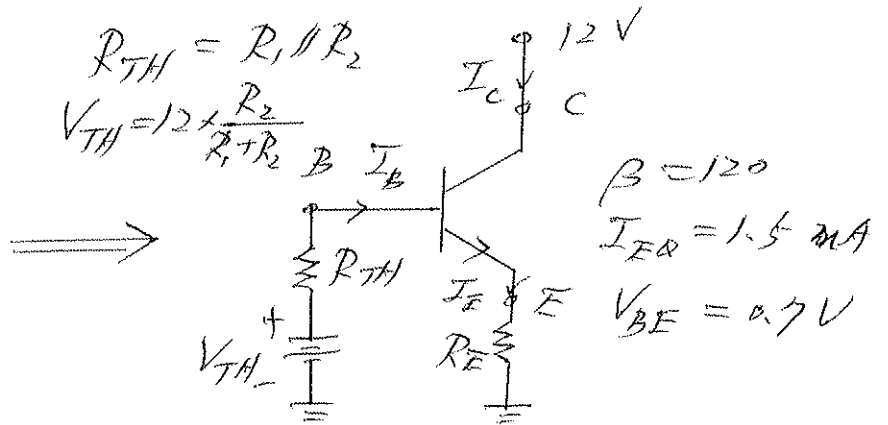 R_TH = R_1 // R_2
V_TH = 12 × R_2 / (R_1 + R_2)
12 V
I_C
C
B
I_B
R_TH
+
V_TH
-
I_E
E
R_E
β = 120
I_EQ = 1.5 mA
V_BE = 0.7 V